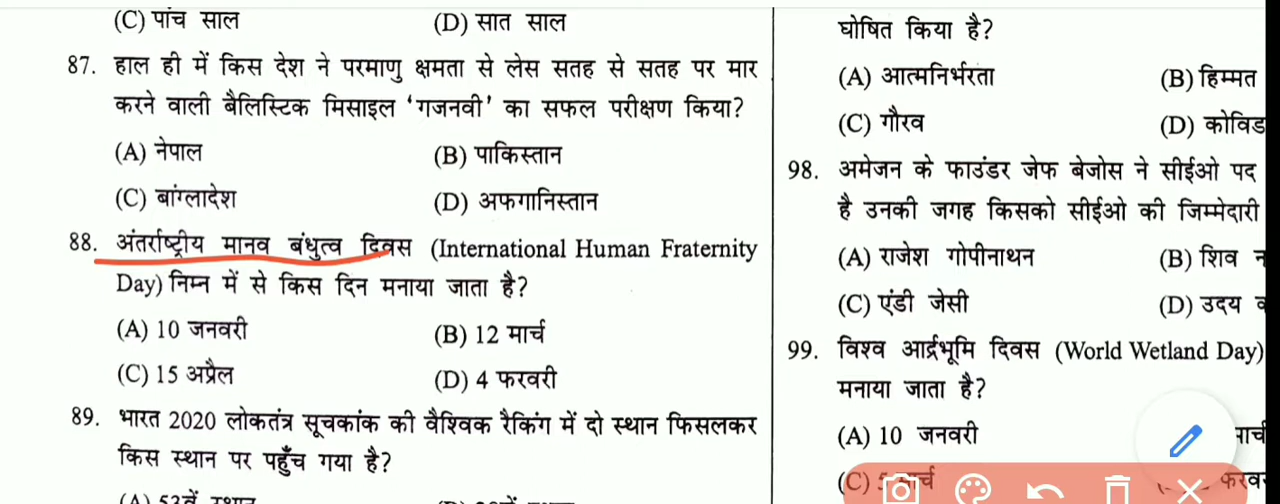 (C) पांच साल (D) सात साल
87. हाल ही में किस देश ने परमाणु क्षमता से लेस सतह से सतह पर मार
करने वाली बैलिस्टिक मिसाइल ‘गजनवी’ का सफल परीक्षण किया?
(A) नेपाल (B) पाकिस्तान
(C) बांग्लादेश (D) अफगानिस्तान
88. अंतर्राष्ट्रीय मानव बंधुत्व दिवस (International Human Fraternity
Day) निम्न में से किस दिन मनाया जाता है?
(A) 10 जनवरी (B) 12 मार्च
(C) 15 अप्रैल (D) 4 फरवरी
89. भारत 2020 लोकतंत्र सूचकांक की वैश्विक रैकिंग में दो स्थान फिसलकर
किस स्थान पर पहुँच गया है?
(A) 53वें स्थान
घोषित किया है?
(A) आत्मनिर्भरता (B) हिम्मत
(C) गौरव (D) कोविड
98. अमेजन के फाउंडर जेफ बेजोस ने सीईओ पद
है उनकी जगह किसको सीईओ की जिम्मेदारी
(A) राजेश गोपीनाथन (B) शिव
(C) एंडी जेसी (D) उदय
99. विश्व आर्द्रभूमि दिवस (World Wetland Day)
मनाया जाता है?
(A) 10 जनवरी
(C) 5